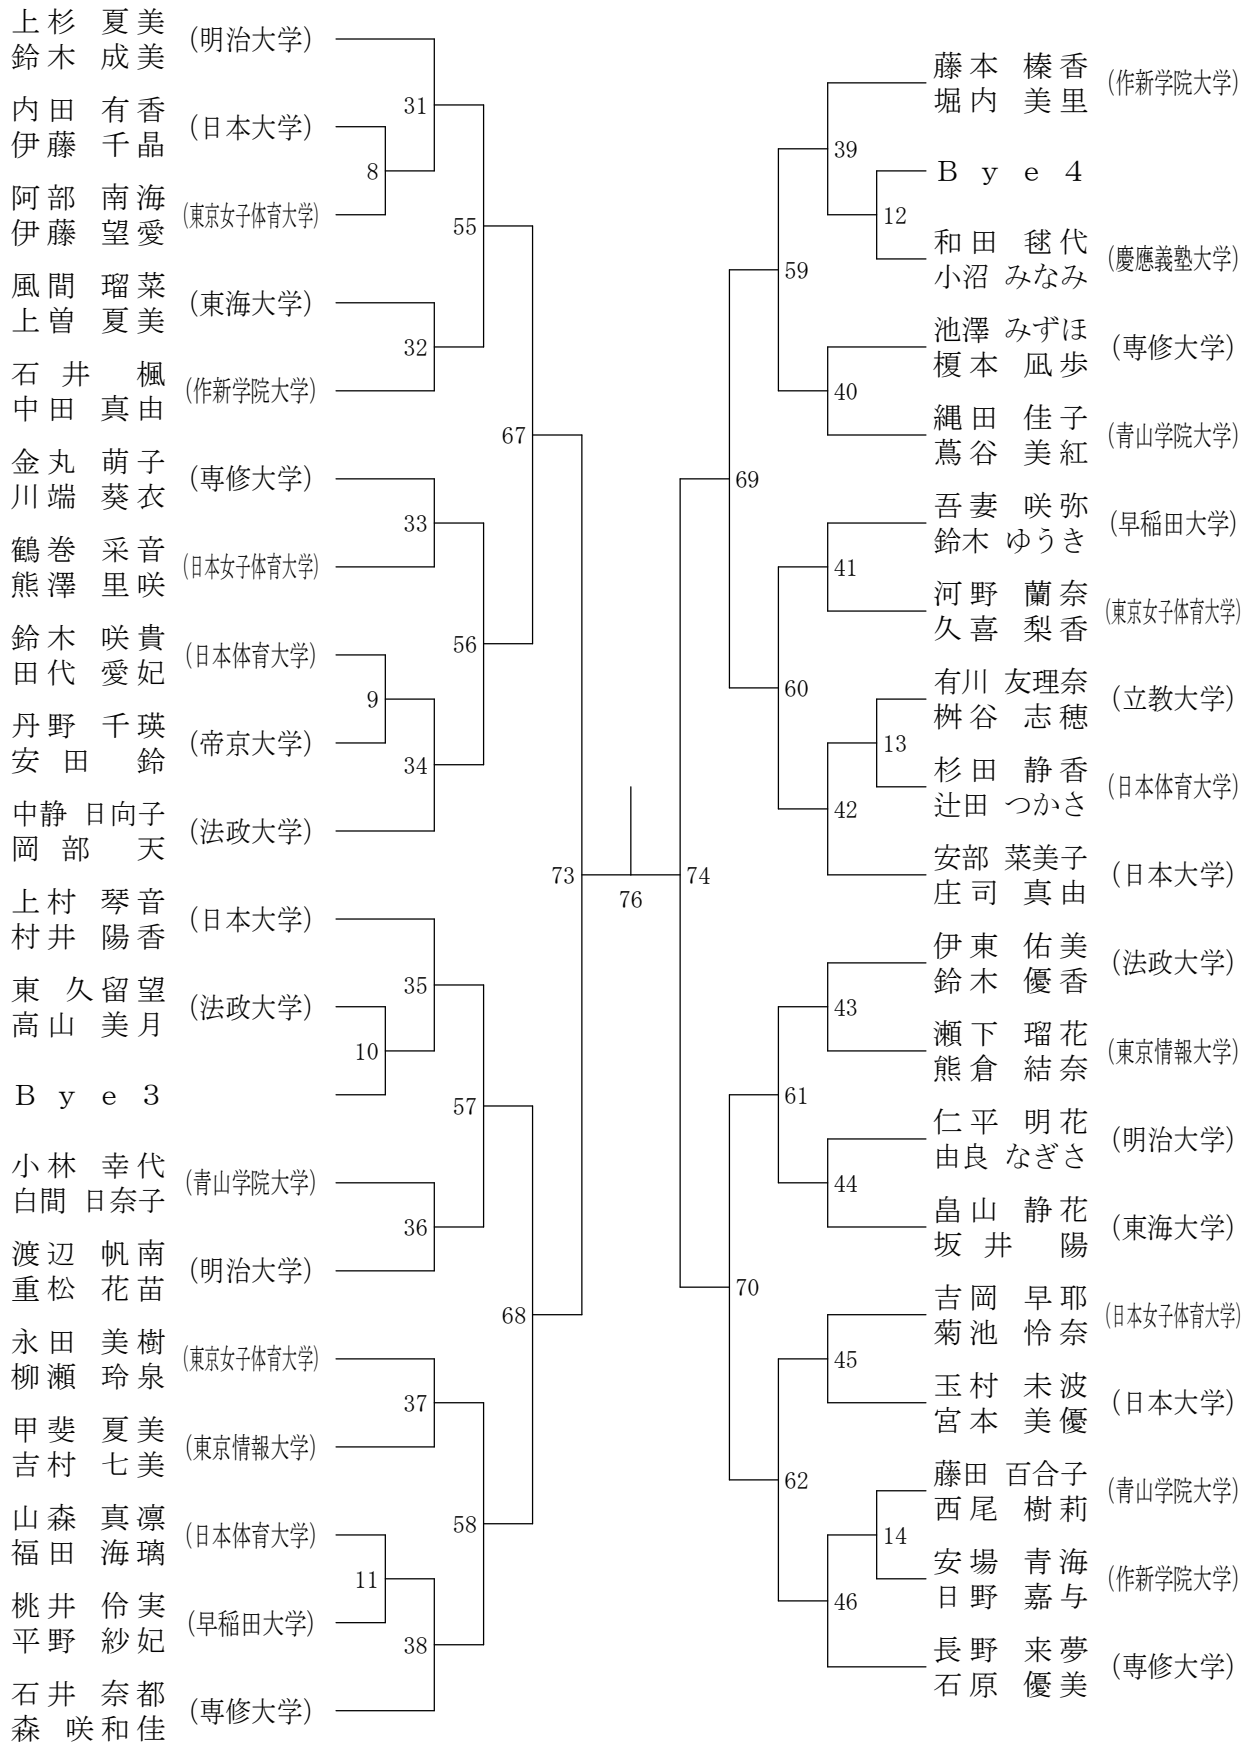 上杉 夏美
鈴木 成美
(明治大学)
内田 有香
伊藤 千晶
(日本大学)
阿部 南海
伊藤 望愛
(東京女子体育大学)
風間 瑠菜
上曽 夏美
(東海大学)
石井 楓
中田 真由
(作新学院大学)
金丸 萌子
川端 葵衣
(専修大学)
鶴巻 采音
熊澤 里咲
(日本女子体育大学)
鈴木 咲貴
田代 愛妃
(日本体育大学)
丹野 千瑛
安田 鈴
(帝京大学)
中静 日向子
岡部 天
(法政大学)
上村 琴音
村井 陽香
(日本大学)
東 久留望
高山 美月
(法政大学)
Bye3
小林 幸代
白間 日奈子
(青山学院大学)
渡辺 帆南
重松 花苗
(明治大学)
永田 美樹
柳瀬 玲泉
(東京女子体育大学)
甲斐 夏美
吉村 七美
(東京情報大学)
山森 真凛
福田 海璃
(日本体育大学)
桃井 伶実
平野 紗妃
(早稲田大学)
石井 奈都
森 咲和佳
(専修大学)
8
9
10
11
31
32
33
34
35
36
37
38
55
56
57
58
67
68
73
76
74
69
70
59
60
61
62
39
40
41
42
43
44
45
46
12
13
14
藤本 榛香
堀内 美里
(作新学院大学)
Bye4
和田 毬代
小沼 みなみ
(慶應義塾大学)
池澤 みずほ
榎本 凪歩
(専修大学)
縄田 佳子
蔦谷 美紅
(青山学院大学)
吾妻 咲弥
鈴木 ゆうき
(早稲田大学)
河野 蘭奈
久喜 梨香
(東京女子体育大学)
有川 友理奈
桝谷 志穂
(立教大学)
杉田 静香
辻田 つかさ
(日本体育大学)
安部 菜美子
庄司 真由
(日本大学)
伊東 佑美
鈴木 優香
(法政大学)
瀬下 瑠花
熊倉 結奈
(東京情報大学)
仁平 明花
由良 なぎさ
(明治大学)
畠山 静花
坂井 陽
(東海大学)
吉岡 早耶
菊池 怜奈
(日本女子体育大学)
玉村 未波
宮本 美優
(日本大学)
藤田 百合子
西尾 樹莉
(青山学院大学)
安場 青海
日野 嘉与
(作新学院大学)
長野 来夢
石原 優美
(専修大学)